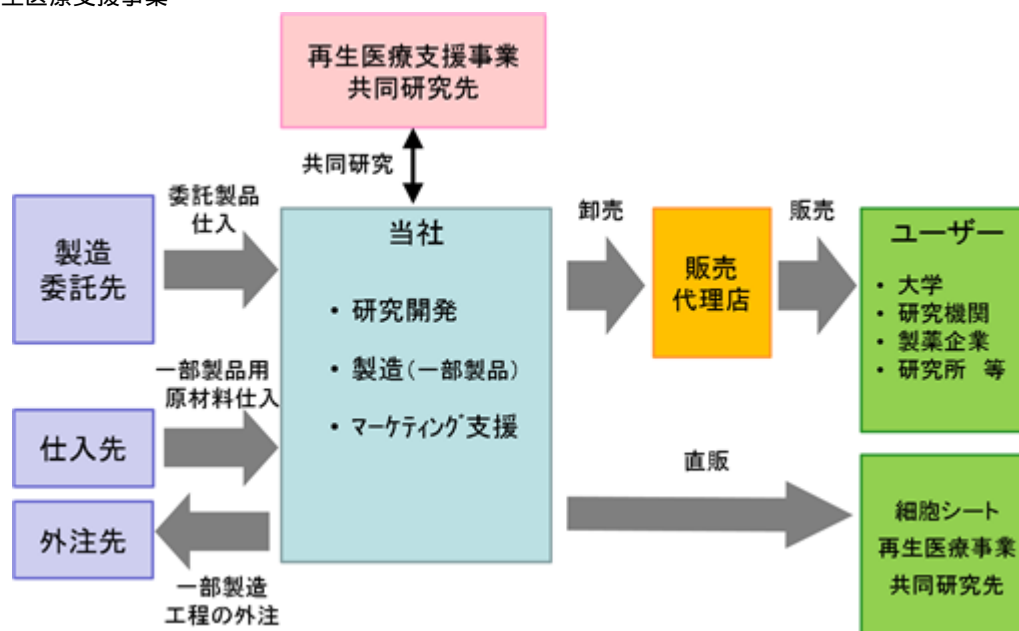 生医療支援事業
再生医療支援事業
共同研究先
共同研究
製造
委託先
委託製品
仕入
当社
・ 研究開発
・ 製造(一部製品)
・ マーケティング支援
卸売
販売
代理店
販売
ユーザー
・ 大学
・ 研究機関
・ 製薬企業
・ 研究所 等
一部製品用
原材料仕入
仕入先
外注先
一部製造
工程の外注
直販
細胞シート
再生医療事業
共同研究先